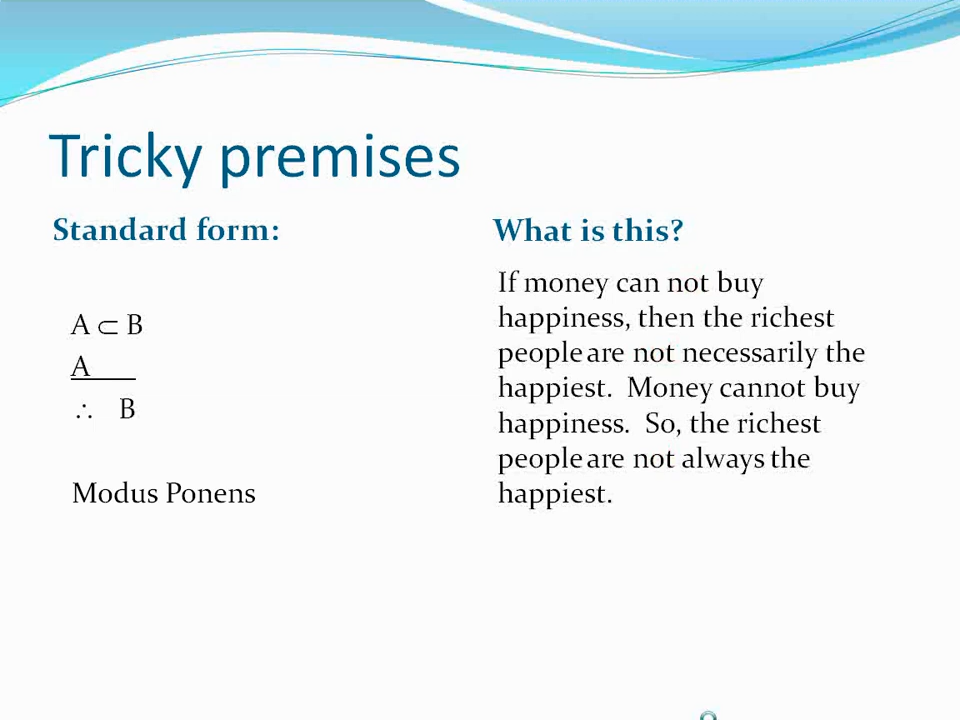 Tricky premises
Standard form:
A ⊂ B
A
∴ B
Modus Ponens
What is this?
If money can not buy
happiness, then the richest
people are not necessarily the
happiest. Money cannot buy
happiness. So, the richest
people are not always the
happiest.